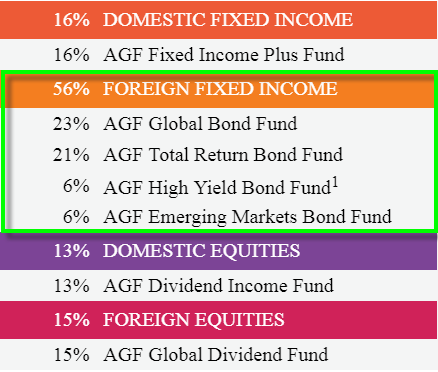 16% DOMESTIC FIXED INCOME
16% AGF Fixed Income Plus Fund
56% FOREIGN FIXED INCOME
23% AGF Global Bond Fund
21% AGF Total Return Bond Fund
6% AGF High Yield Bond Fund¹
6% AGF Emerging Markets Bond Fund
13% DOMESTIC EQUITIES
13% AGF Dividend Income Fund
15% FOREIGN EQUITIES
15% AGF Global Dividend Fund